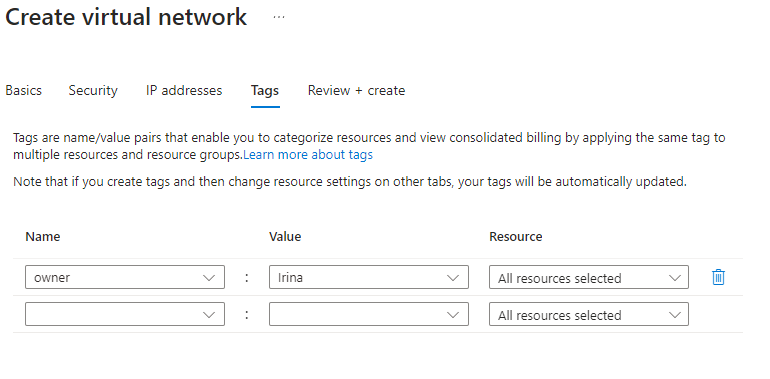 Create virtual network ...
Basics Security IP addresses Tags Review + create
Tags are name/value pairs that enable you to categorize resources and view consolidated billing by applying the same tag to
multiple resources and resource groups.Learn more about tags
Note that if you create tags and then change resource settings on other tabs, your tags will be automatically updated.
Name Value Resource
owner : Irina All resources selected
: All resources selected